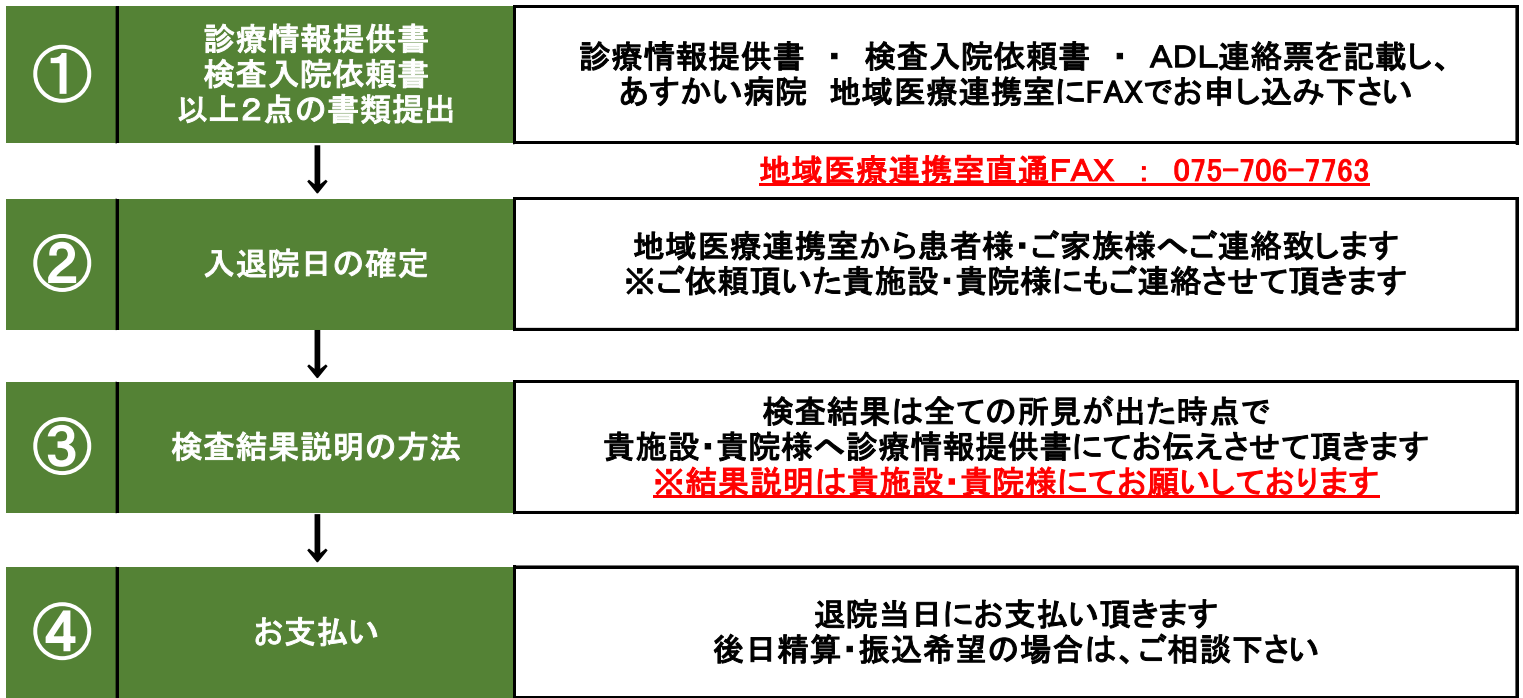 ①
診療情報提供書
検査入院依頼書
以上2点の書類提出
診療情報提供書 ・ 検査入院依頼書 ・ ADL連絡票を記載し、
あすかい病院 地域医療連携室にFAXでお申し込み下さい
↓
地域医療連携室直通FAX : 075-706-7763
②
入退院日の確定
地域医療連携室から患者様・ご家族様へご連絡致します
※ご依頼頂いた貴施設・貴院様にもご連絡させて頂きます
↓
③
検査結果説明の方法
検査結果は全ての所見が出た時点で
貴施設・貴院様へ診療情報提供書にてお伝えさせて頂きます
※結果説明は貴施設・貴院様にてお願いしております
↓
④
お支払い
退院当日にお支払い頂きます
後日精算・振込希望の場合は、ご相談下さい